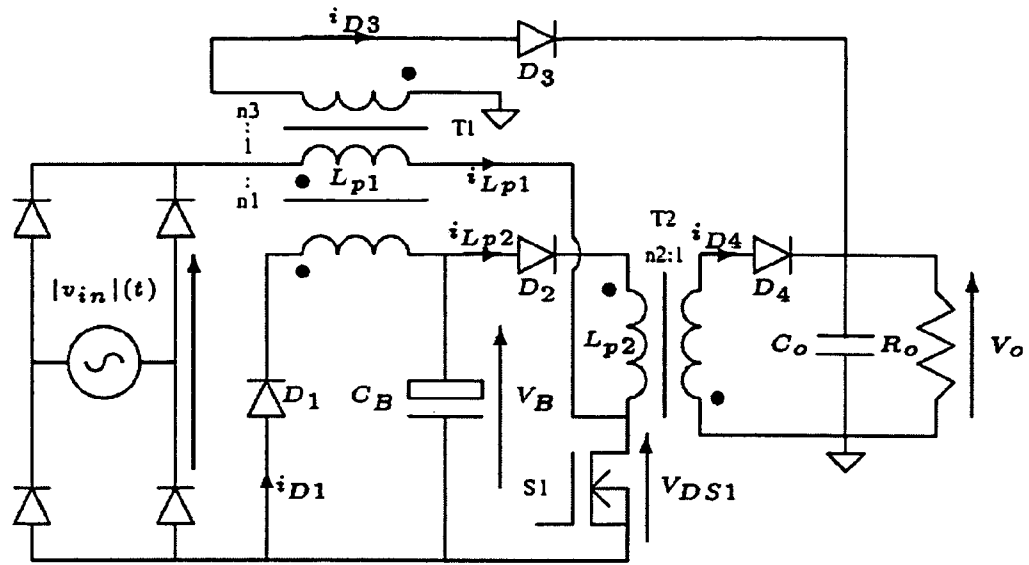 iD3
D3
n3
:
1
:
n1
T1
Lp1
iLp1
T2
n2:1
iLp2
iD4
D2
D4
|vin|(t)
Lp2
Co
Ro
Vo
D1
CB
VB
iD1
S1
VDS1